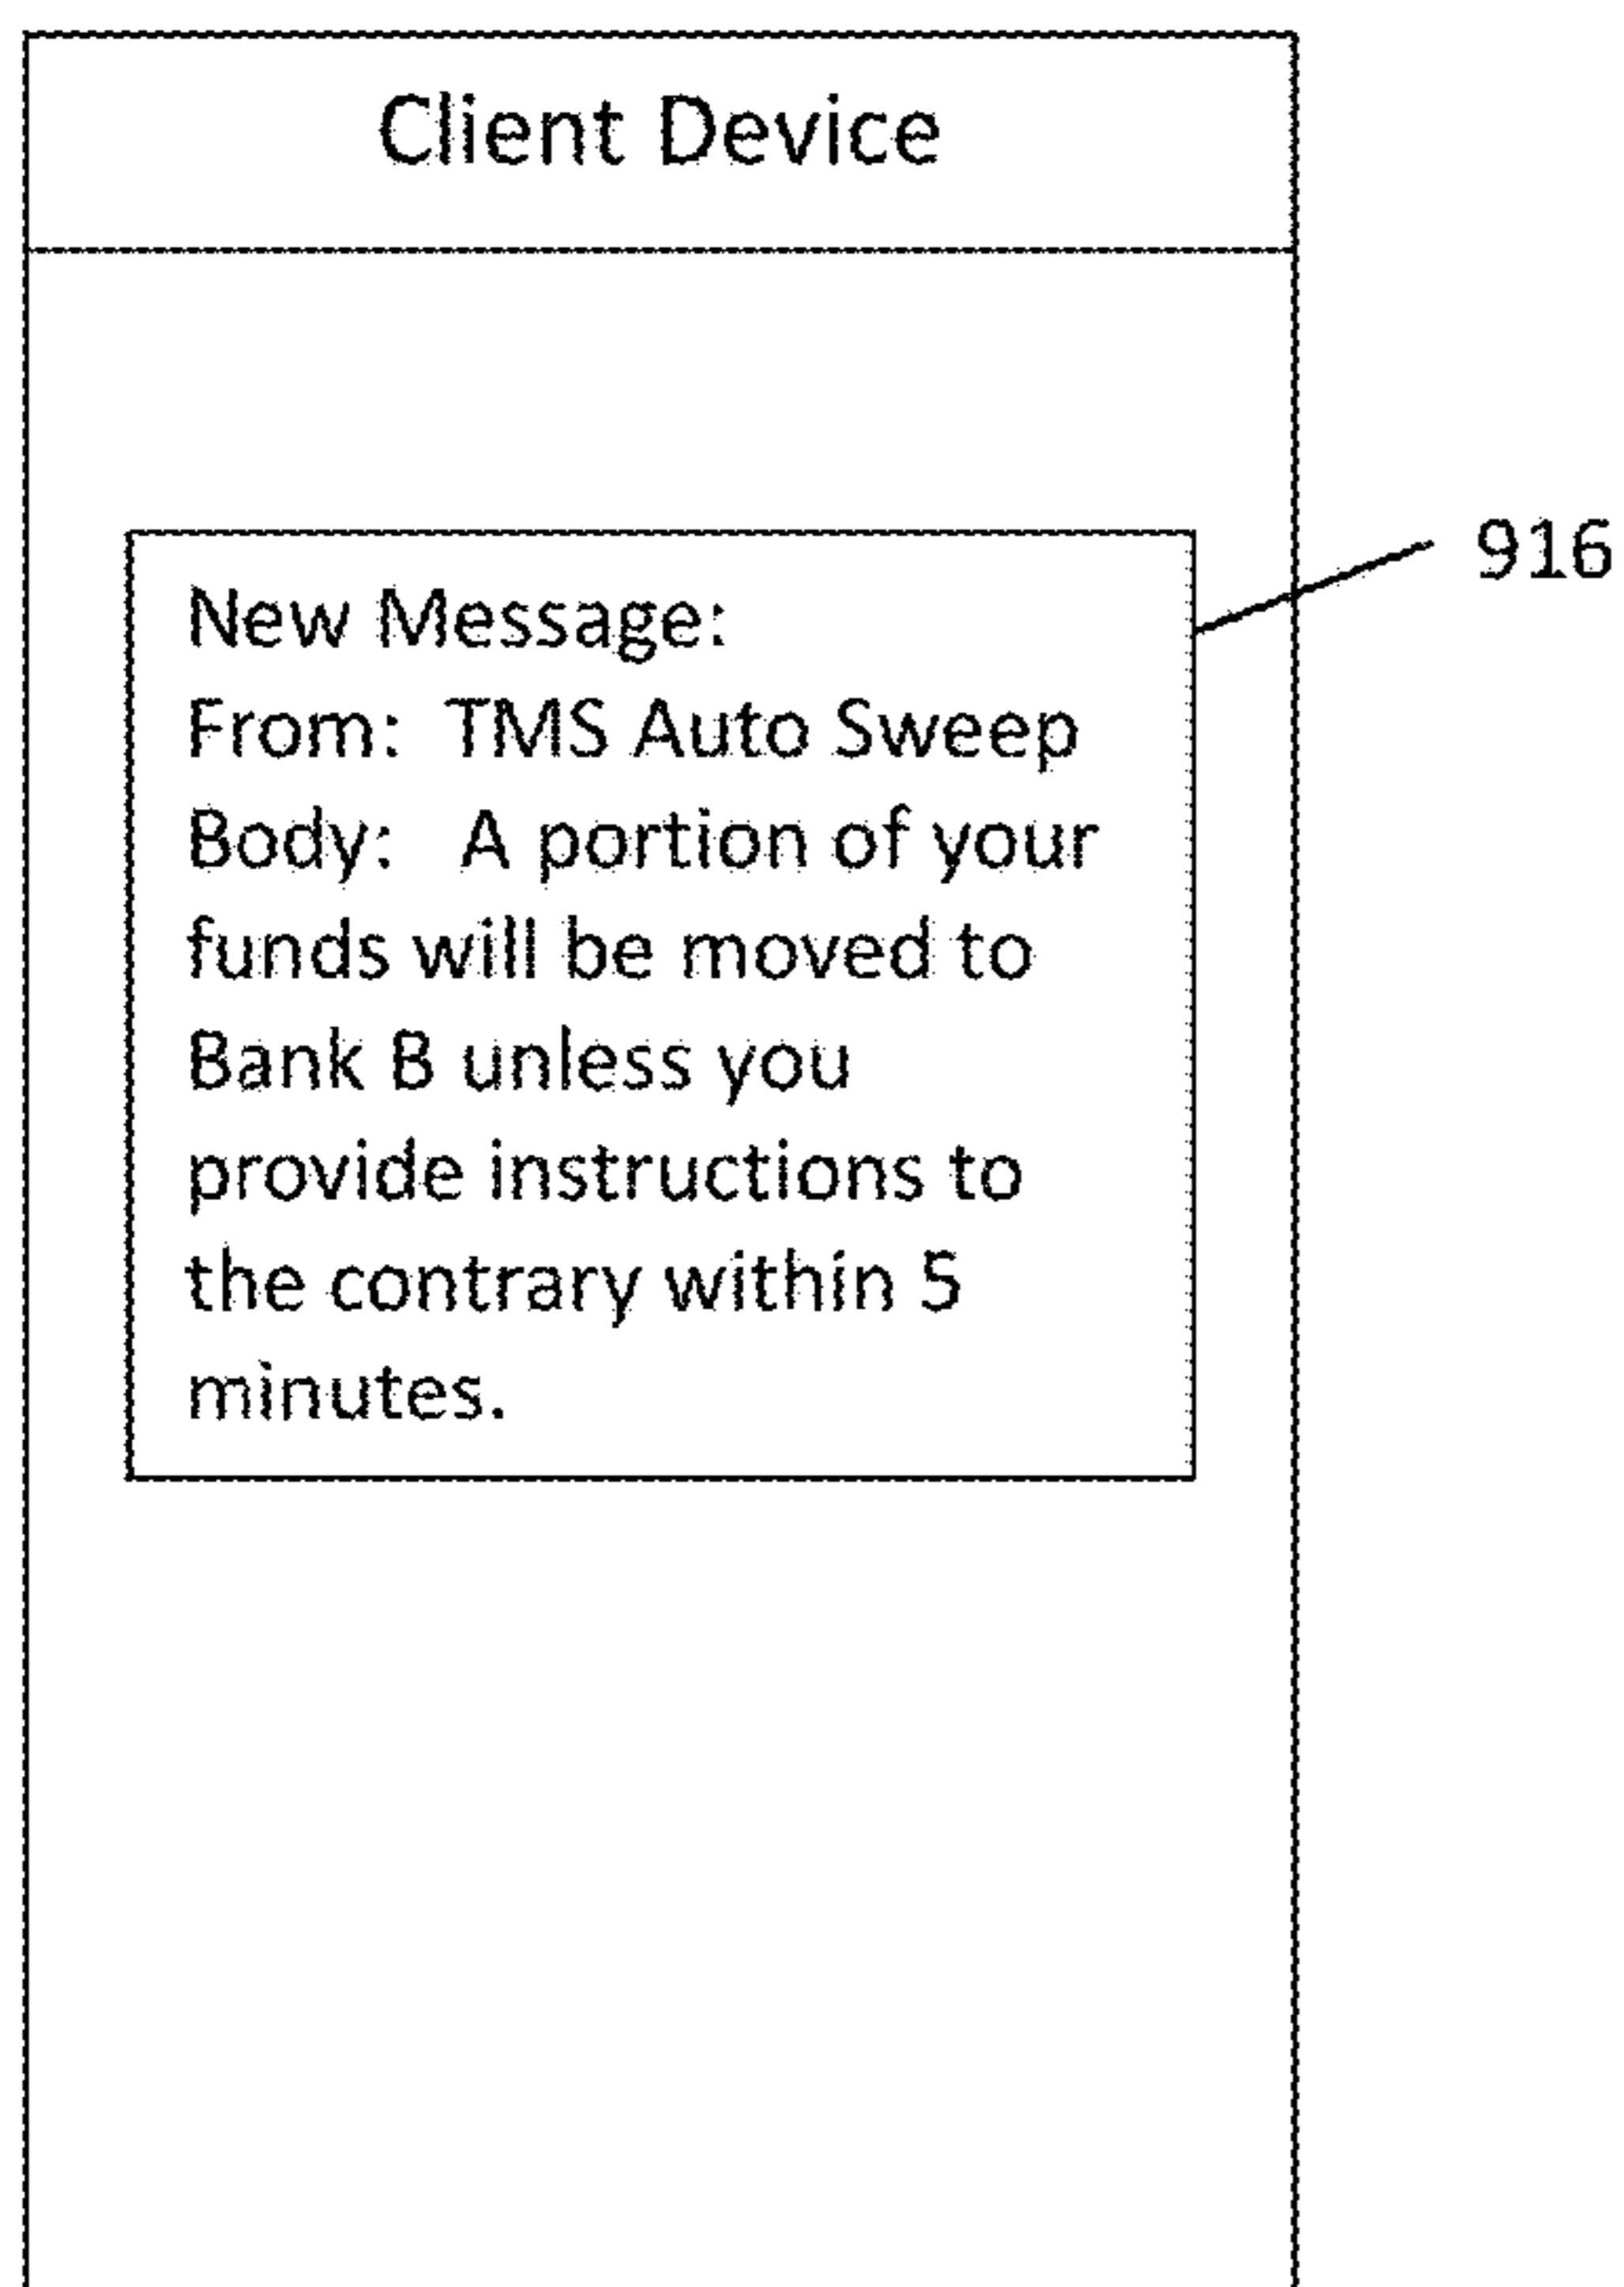 Client Device
916
New Message:
From: TMS Auto Sweep
Body: A portion of your
funds will be moved to
Bank B unless you
provide instructions to
the contrary within 5
minutes.